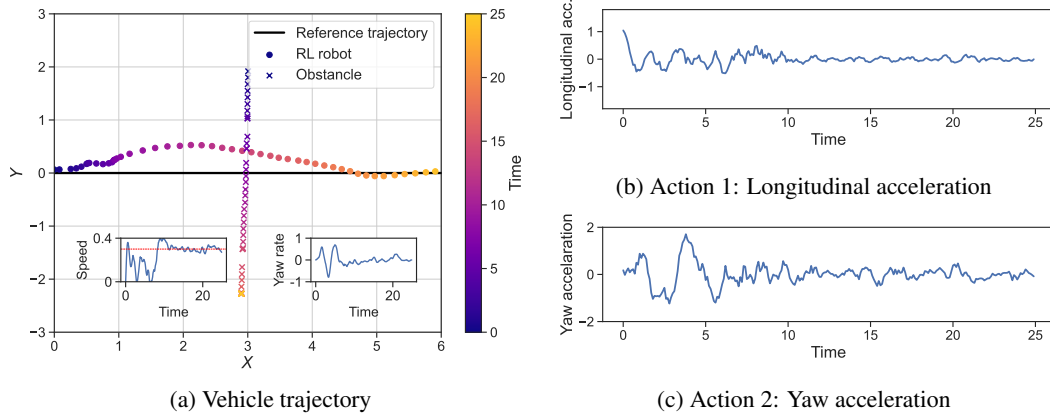 3
2
1
0
−1
−2
−3
Y
Reference trajectory
RL robot
Obstancle
0.4
0
Speed
0
20
Time
1
0
−1
Yaw rate
0
20
Time
0
1
2
3
4
5
6
X
25
20
15
10
5
0
Time
(a) Vehicle trajectory
Longitudinal acc.
1
0
−1
0
5
10
15
20
25
Time
(b) Action 1: Longitudinal acceleration
Yaw accelaration
2
0
−2
0
5
10
15
20
25
Time
(c) Action 2: Yaw acceleration